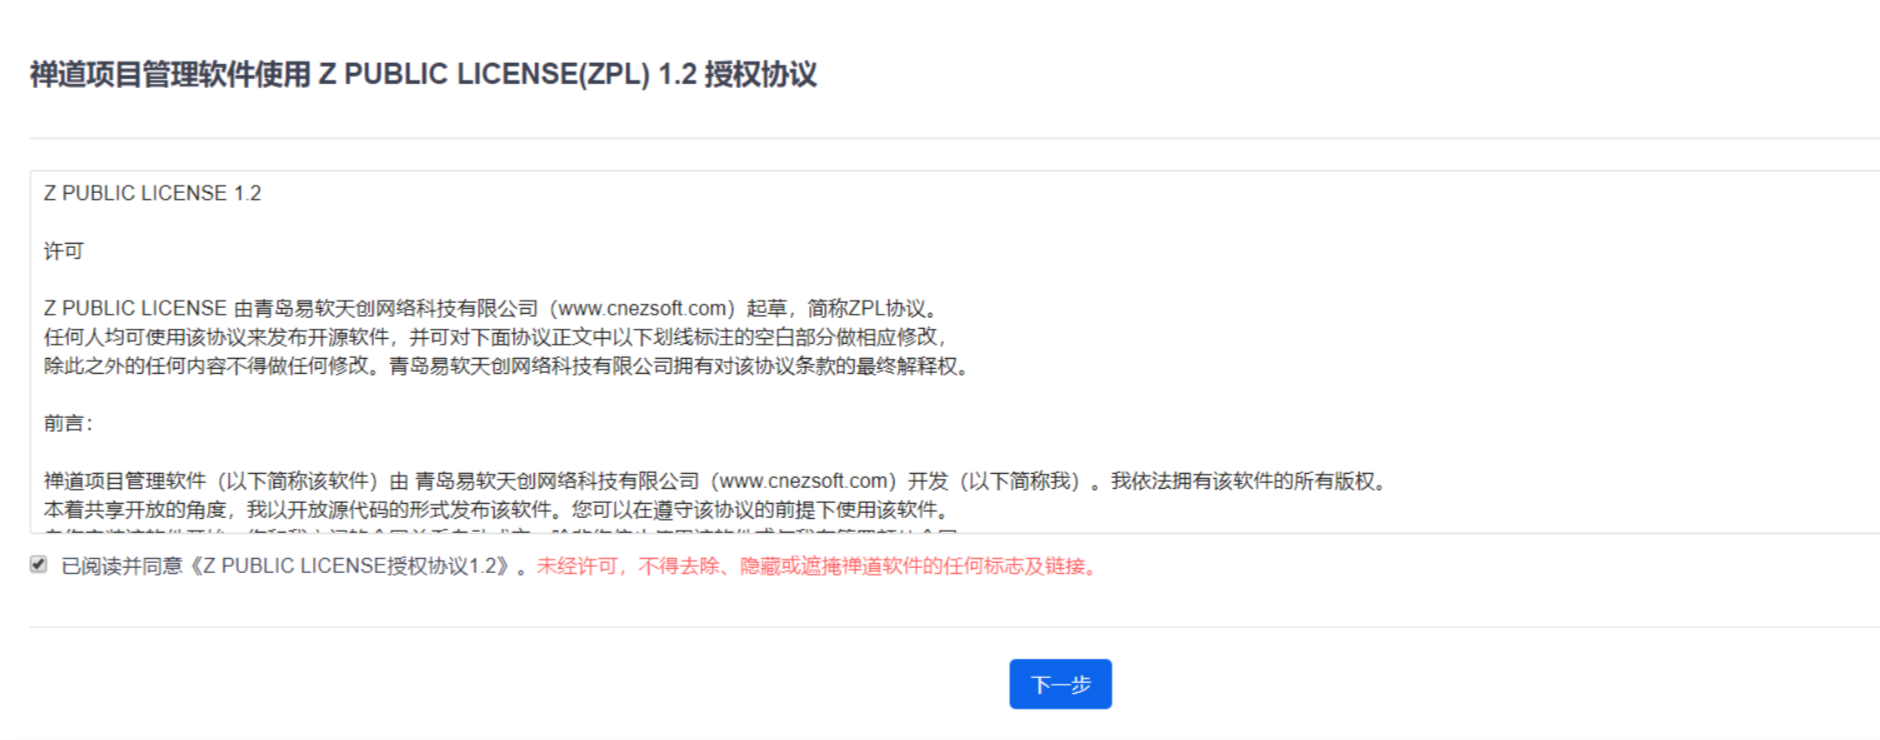 禅道项目管理软件使用 Z PUBLIC LICENSE(ZPL) 1.2 授权协议
Z PUBLIC LICENSE 1.2
许可
Z PUBLIC LICENSE 由青岛易软天创网络科技有限公司（www.cnezsoft.com）起草，简称ZPL协议。
任何人均可使用该协议来发布开源软件，并可对下面协议正文中以下划线标注的空白部分做相应修改，
除此之外的任何内容不得做任何修改。青岛易软天创网络科技有限公司拥有对该协议条款的最终解释权。
前言：
禅道项目管理软件（以下简称该软件）由 青岛易软天创网络科技有限公司（www.cnezsoft.com）开发（以下简称我）。我依法拥有该软件的所有版权。
本着共享开放的角度，我以开放源代码的形式发布该软件。您可以在遵守该协议的前提下使用该软件。
已阅读并同意《Z PUBLIC LICENSE授权协议1.2》。未经许可，不得去除、隐藏或遮掩禅道软件的任何标志及链接。
下一步